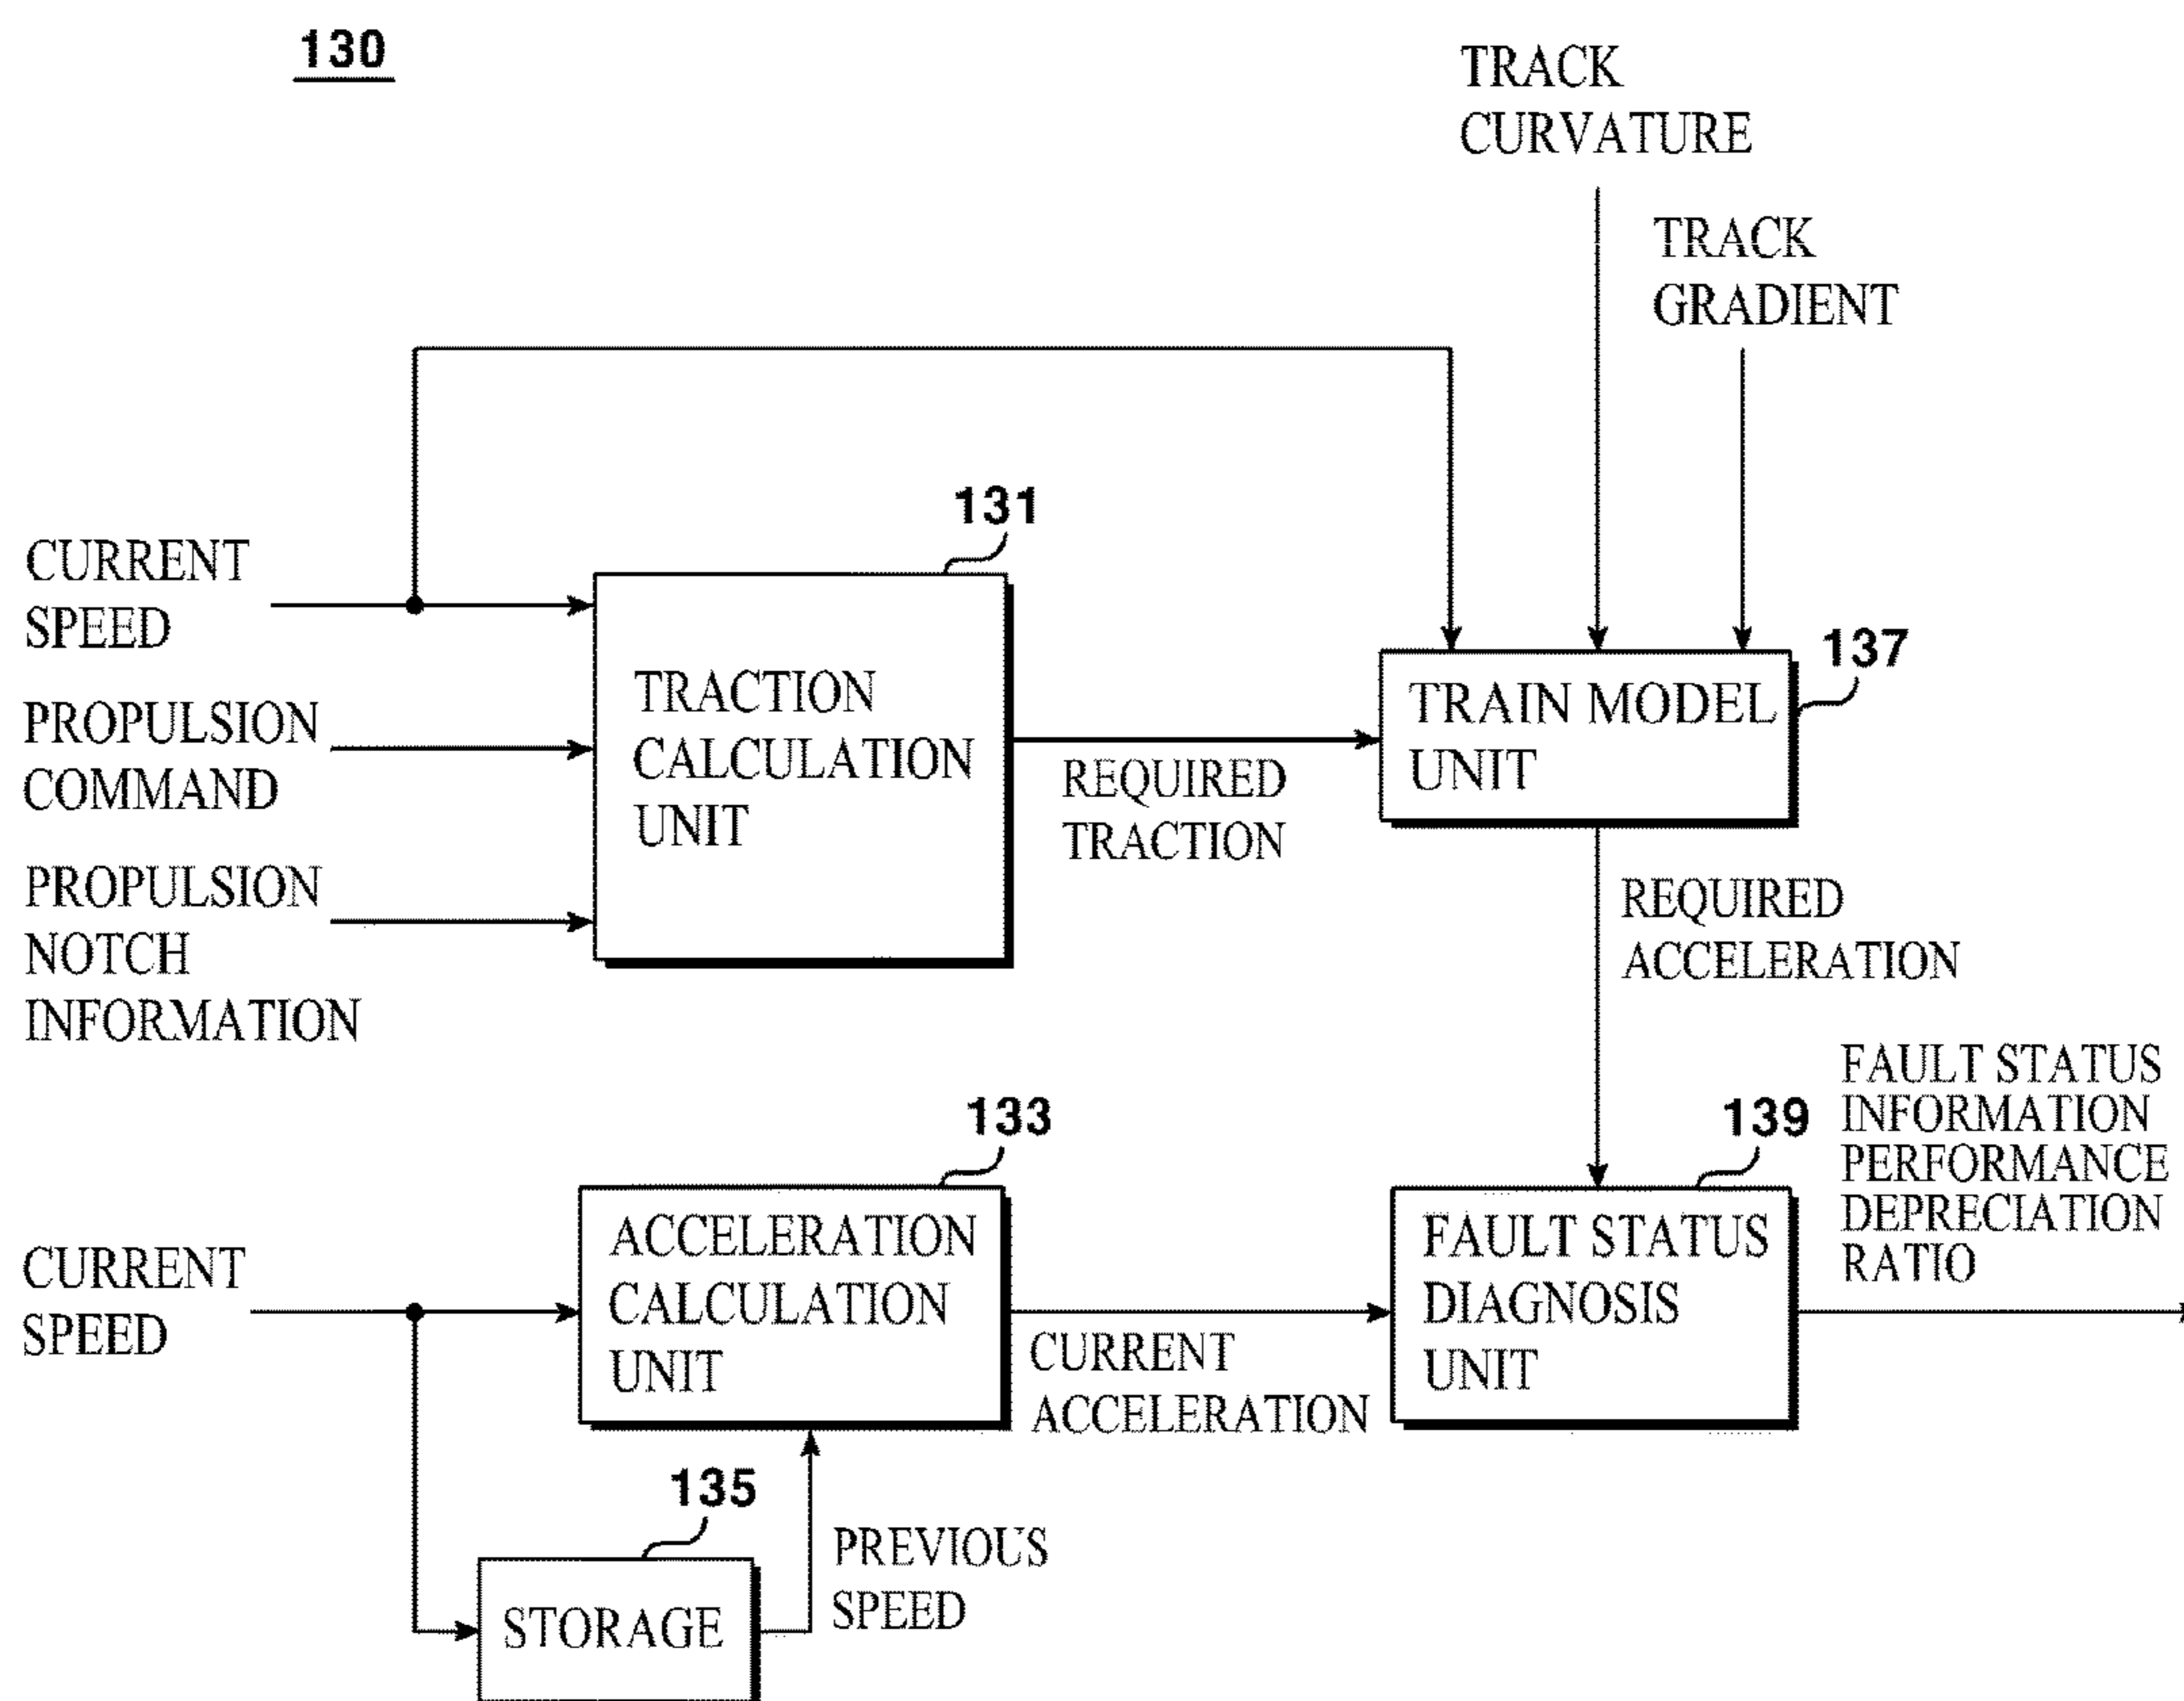 130
TRACK
CURVATURE
TRACK
GRADIENT
131
CURRENT
SPEED
PROPULSION
COMMAND
PROPULSION
NOTCH
INFORMATION
TRACTION
CALCULATION
UNIT
REQUIRED
TRACTION
137
TRAIN MODEL
UNIT
REQUIRED
ACCELERATION
133
139
FAULT STATUS
INFORMATION
PERFORMANCE
DEPRECIATION
RATIO
CURRENT
SPEED
ACCELERATION
CALCULATION
UNIT
CURRENT
ACCELERATION
FAULT STATUS
DIAGNOSIS
UNIT
135
STORAGE
PREVIOUS
SPEED